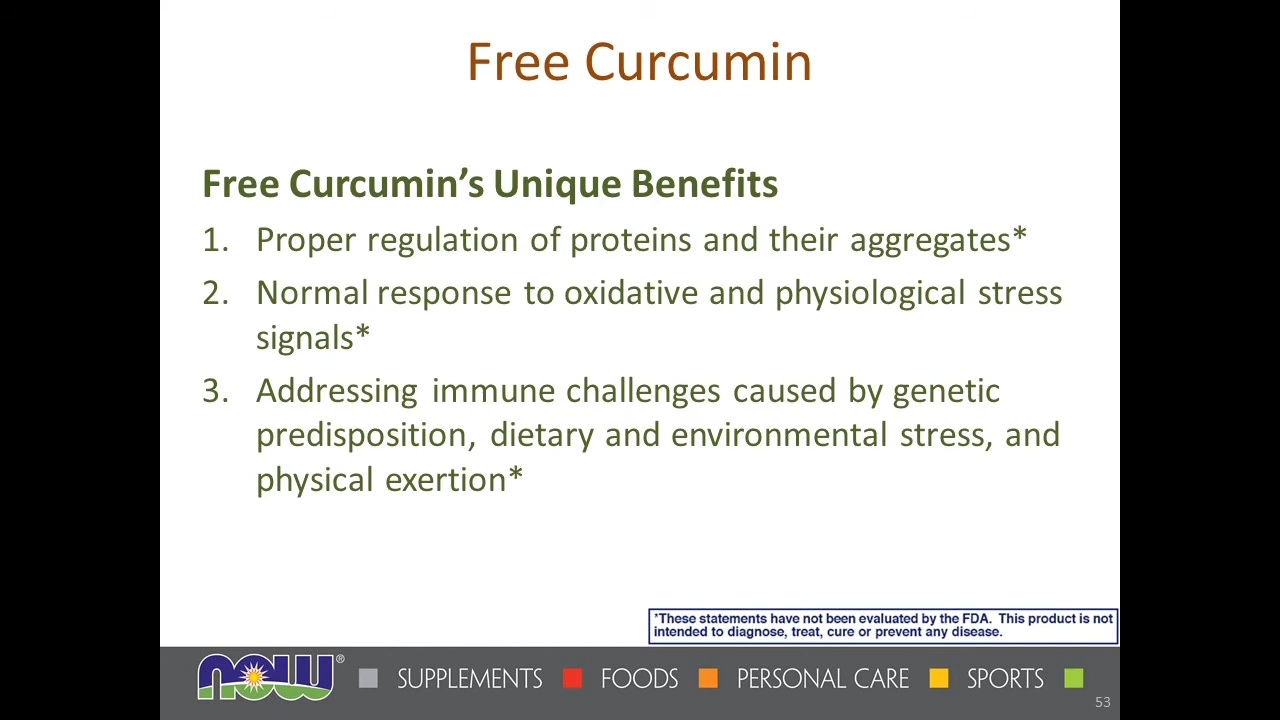 Free Curcumin
Free Curcumin’s Unique Benefits
1. Proper regulation of proteins and their aggregates*
2. Normal response to oxidative and physiological stress
signals*
3. Addressing immune challenges caused by genetic
predisposition, dietary and environmental stress, and
physical exertion*
*These statements have not been evaluated by the FDA. This product is not
intended to diagnose, treat, cure or prevent any disease.
now® SUPPLEMENTS FOODS PERSONAL CARE SPORTS
53